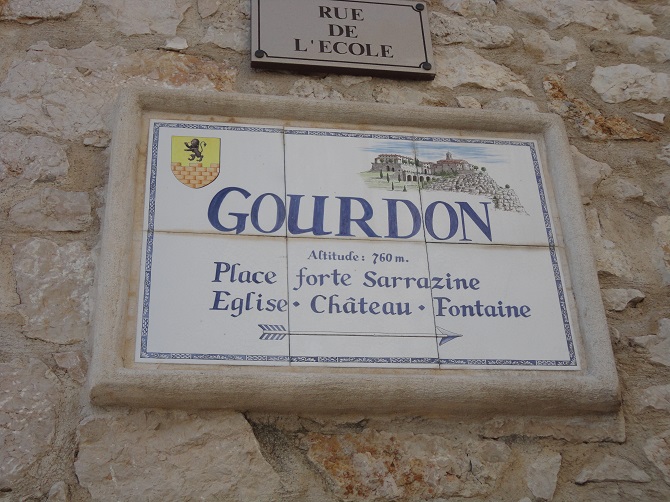 RUE
DE
L'ECOLE
GOURDON
Altitude: 760 m.
Place forte Sarrazine
Eglise • Château • Fontaine